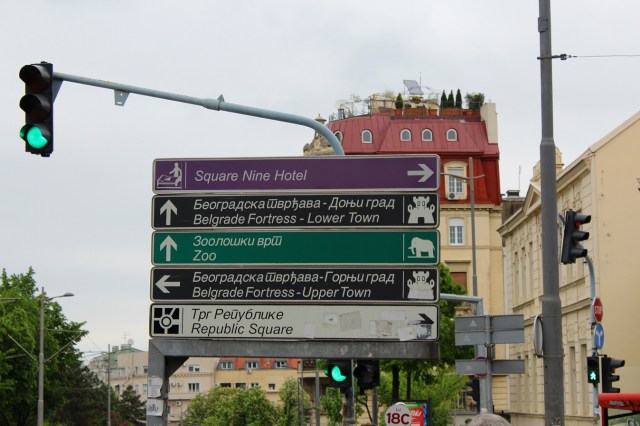 Square Nine Hotel
Београдска тврђава - Доњи град
Belgrade Fortress - Lower Town
Зоолошки врт
Zoo
Београдска тврђава - Горњи град
Belgrade Fortress - Upper Town
Трг Републике
Republic Square
18C